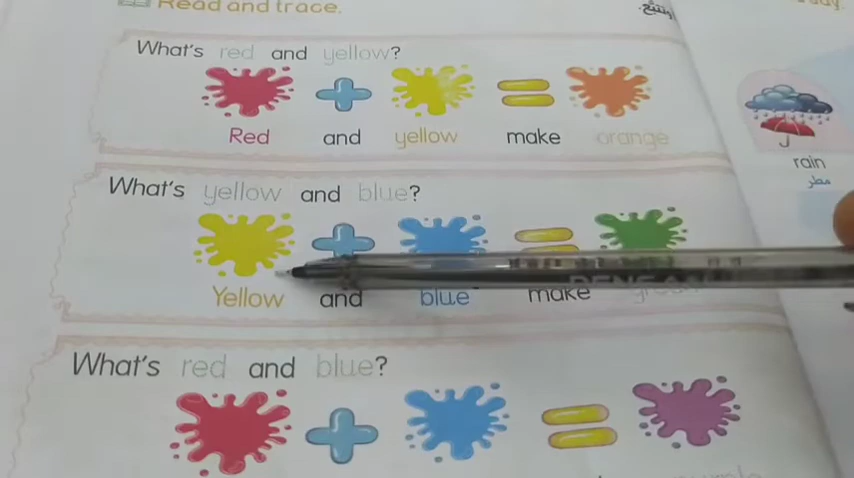 Read and trace.
وتتبَّع.
What's red and yellow?
Red and yellow make orange
What's yellow and blue?
Yellow and blue make
What's red and blue?
rain
مطر